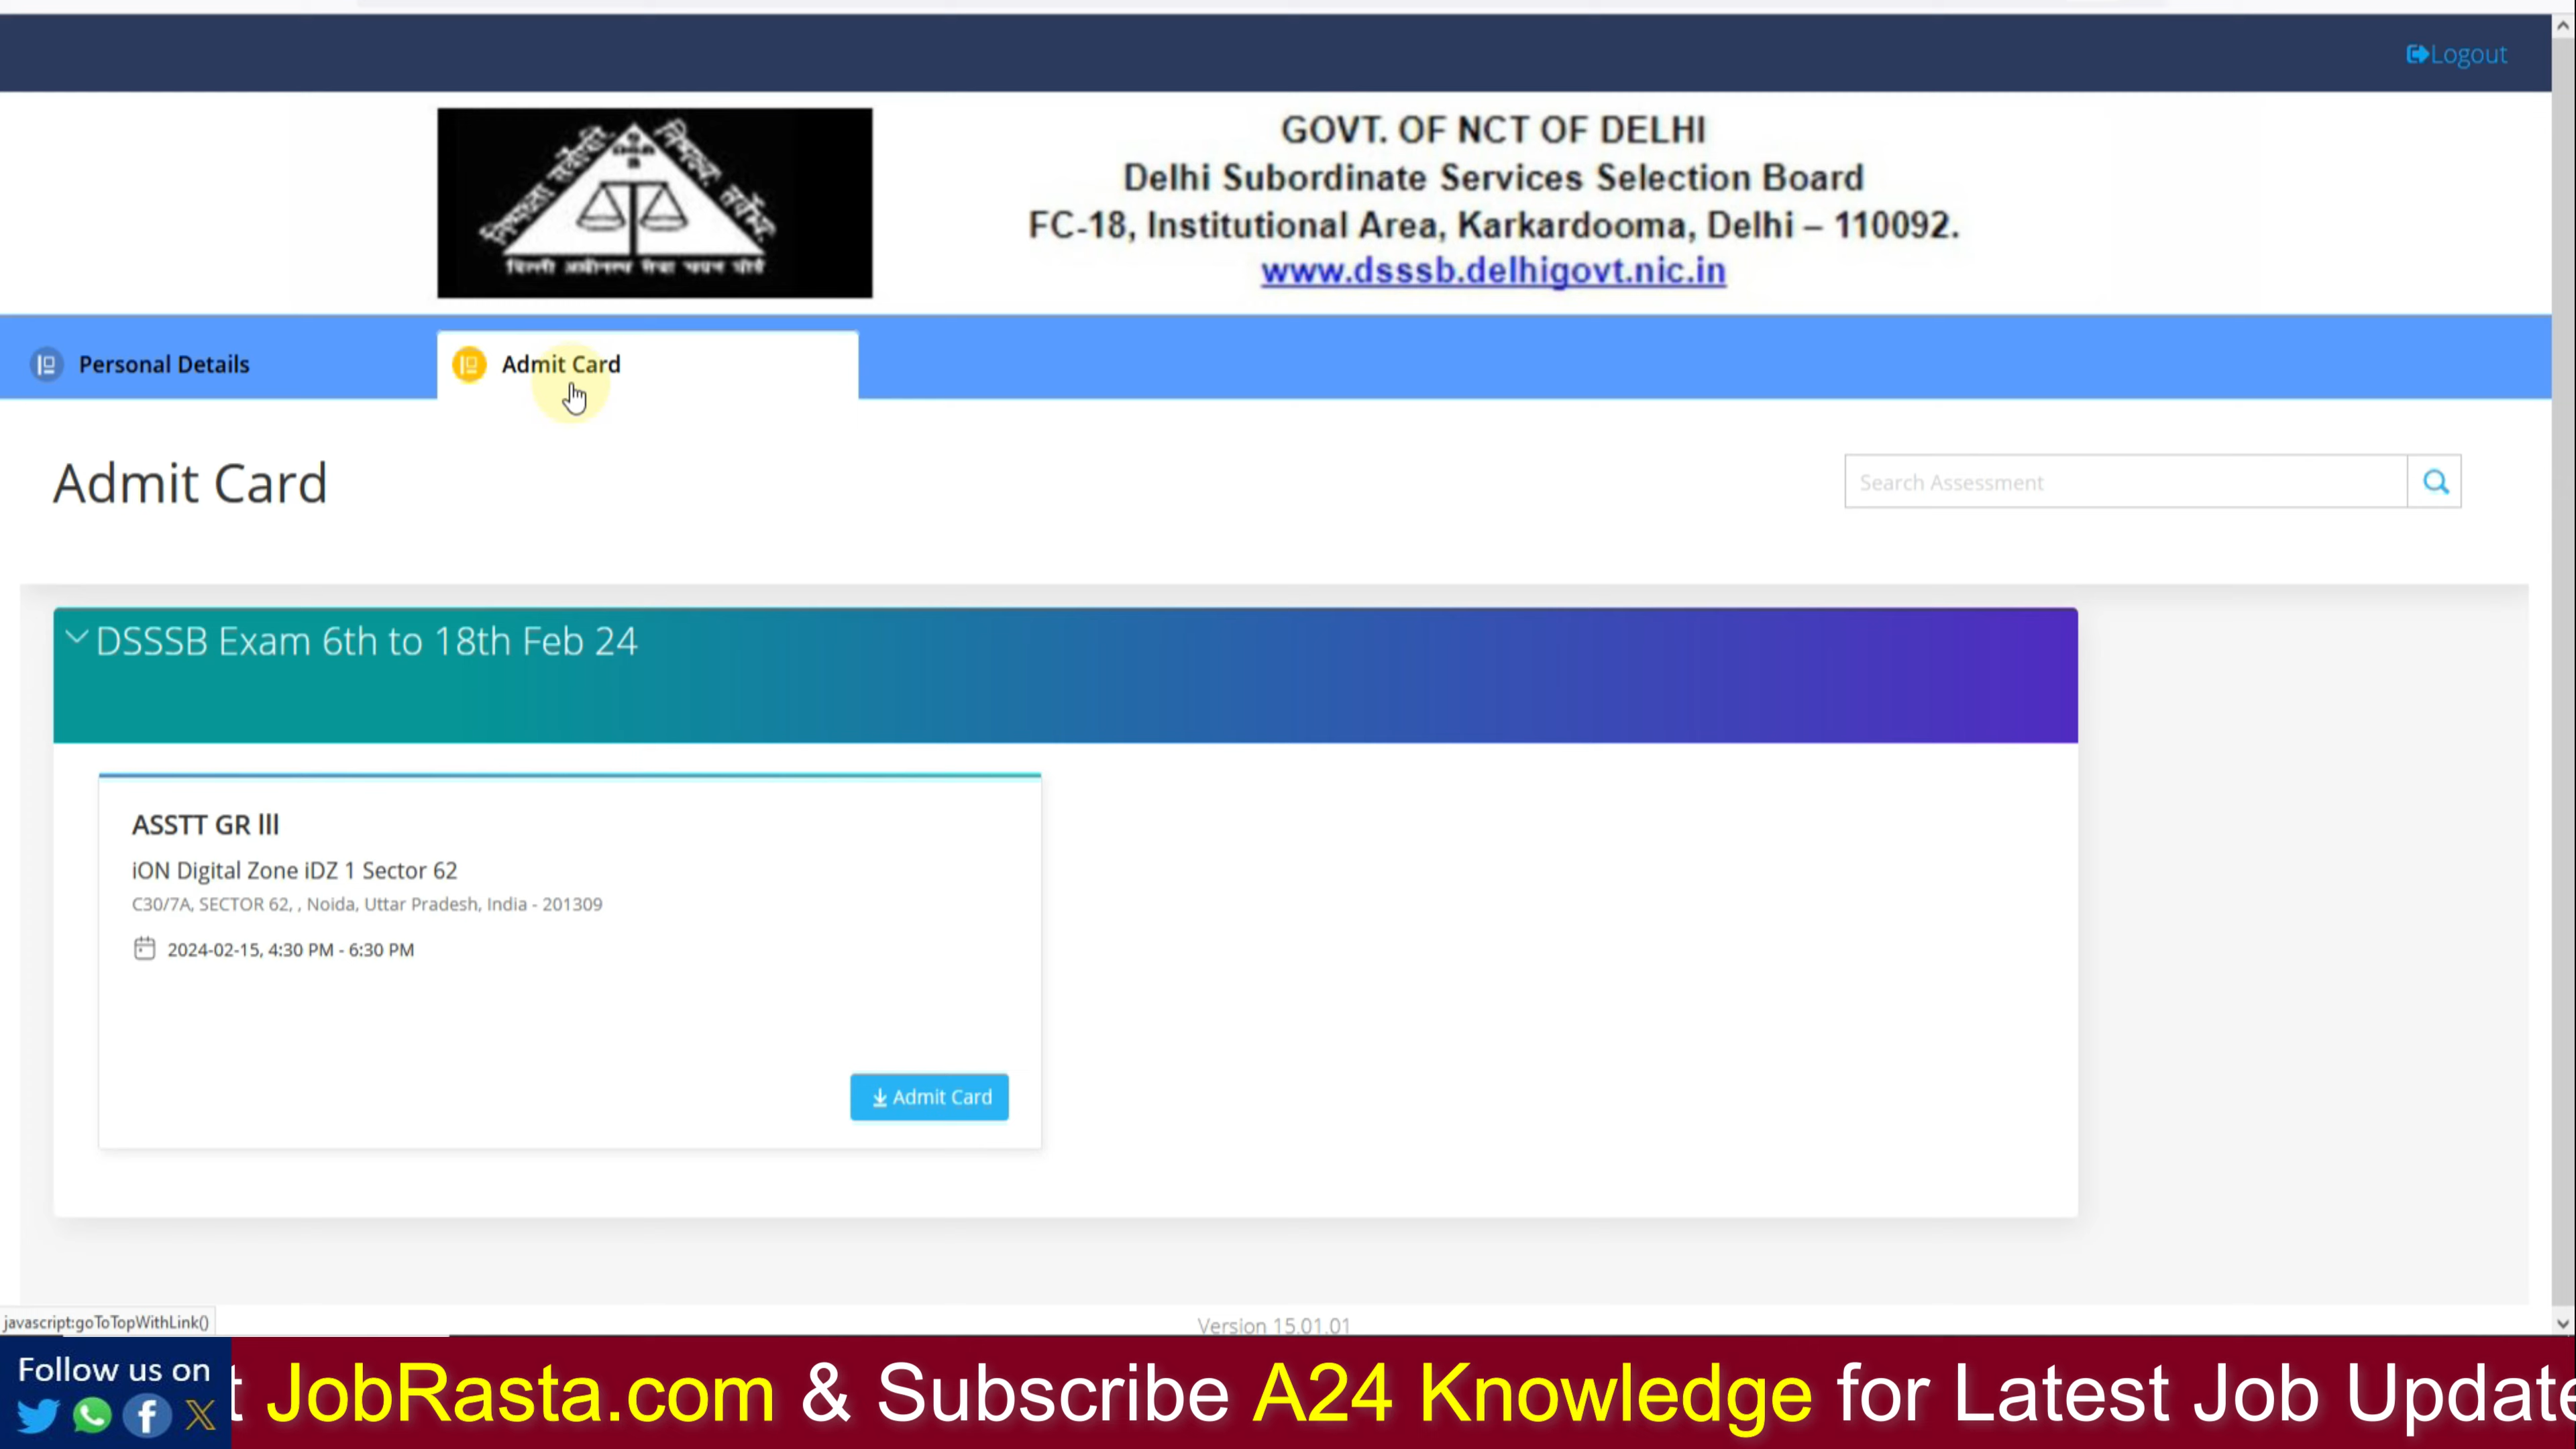 Logout
GOVT. OF NCT OF DELHI
Delhi Subordinate Services Selection Board
FC-18, Institutional Area, Karkardooma, Delhi – 110092.
www.dsssb.delhigovt.nic.in
Personal Details
Admit Card
Admit Card
Search Assessment
DSSSB Exam 6th to 18th Feb 24
ASSTT GR lll
iON Digital Zone iDZ 1 Sector 62
C30/7A, SECTOR 62, , Noida, Uttar Pradesh, India - 201309
2024-02-15, 4:30 PM - 6:30 PM
Admit Card
javascript:goToTopWithLink()
Version 15.01.01
Follow us on
t JobRasta.com & Subscribe A24 Knowledge for Latest Job Update